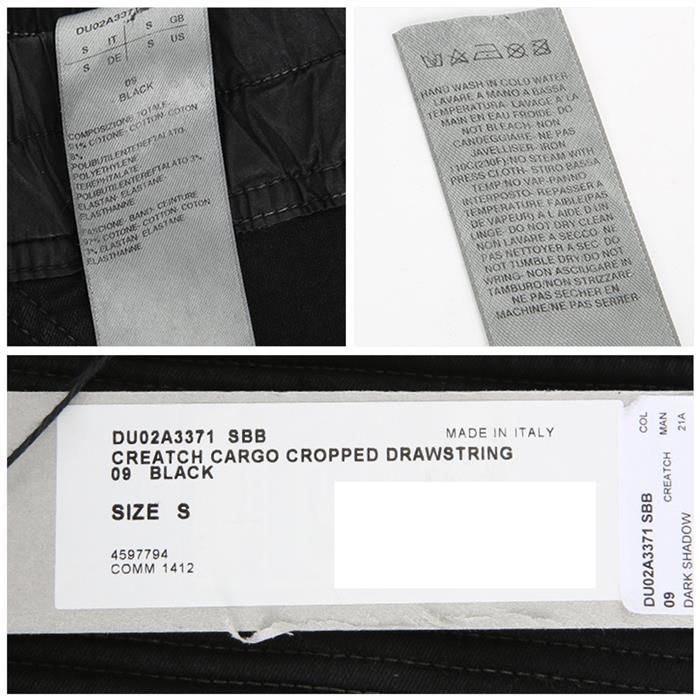 DU02A3371
S IT S GB
S DE S US
09
BLACK
COMPOSIZIONE TOTALE
91% COTONE- COTTON-COTON
6%
POLIBUTILENTEREFTALATO-
POLYETHYLENE
TEREPHTALATE-
POLIBUTILENTEREFTALATO 3%
ELASTAN- ELASTANE-
ELASTHANNE
FASCIONE- BAND- CEINTURE
97% COTONE- COTTON- COTON
3% ELASTAN- ELASTANE-
ELASTHANNE
HAND WASH IN COLD WATER-
LAVARE A MANO A BASSA
TEMPERATURA- LAVAGE A LA
MAIN EN EAU FROIDE. DO
NOT BLEACH- NON
CANDEGGIARE- NE PAS
JAVELLISER- IRON
110C(230F)/NO STEAM WITH
PRESS CLOTH- STIRO BASSA
TEMP/NO VAP-PANNO
INTERPOSTO- REPASSER A
TEMPERATURE FAIBLE(PAS
DE VAPEUR) A L'AIDE D'UN
LINGE- DO NOT DRY CLEAN-
NON LAVARE A SECCO- NE
PAS NETTOYER A SEC. DO
NOT TUMBLE DRY/DO NOT
WRING- NON ASCIUGARE IN
TAMBURO/NON STRIZZARE-
NE PAS SECHER EN
MACHINE/NE PAS SERRER
DU02A3371 SBB MADE IN ITALY
CREATCH CARGO CROPPED DRAWSTRING
09 BLACK
SIZE S
4597794
COMM 1412
COL MAN 21A
DU02A3371 SBB CREATCH
09 DARK SHADOW